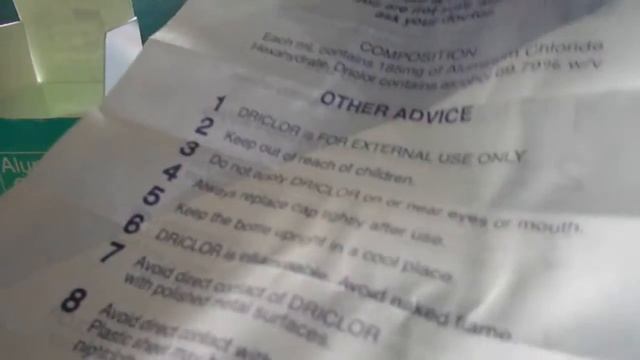 ask your doctor.
COMPOSITION
Each mL contains 185mg of Aluminium Chloride
Hexahydrate. Driclor contains alcohol w/v
OTHER ADVICE
1 DRICLOR is FOR EXTERNAL USE ONLY
2 Keep out of reach of children.
3 Do not apply DRICLOR on or near eyes or mouth.
4 Always replace cap tightly after use.
5 Keep the bottle upright in a cool place.
6 DRICLOR is inflammable. Avoid naked flame.
7 Avoid direct contact of DRICLOR
with polished metal surfaces.
8 Avoid direct contact with
Alu